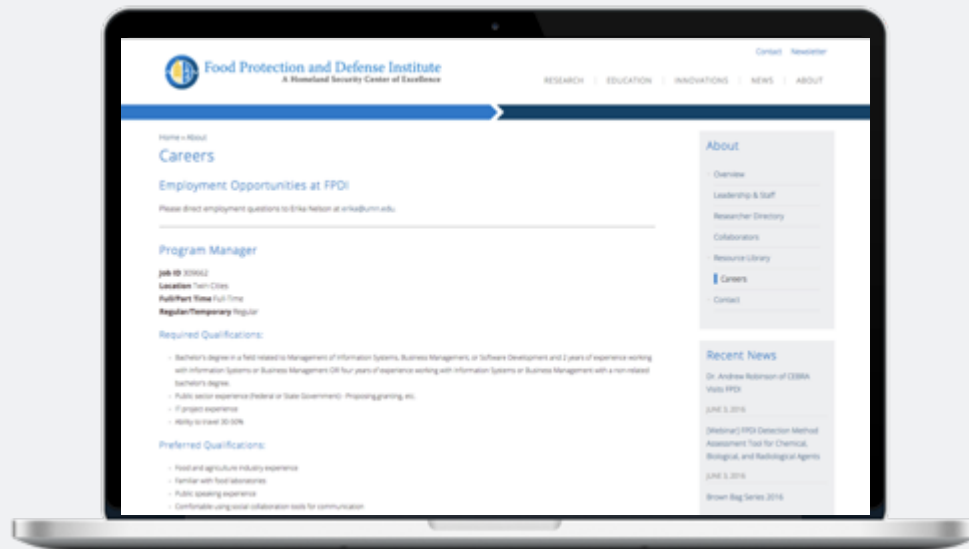 Contact Newsletter
Food Protection and Defense Institute
A Homeland Security Center of Excellence
RESEARCH | EDUCATION | INNOVATIONS | NEWS | ABOUT
Home » About
Careers
Employment Opportunities at FPDI
Please direct employment questions to Erika Nelson at erika@umn.edu.
Program Manager
Job ID 309662
Location Twin Cities
Full/Part Time Full-Time
Regular/Temporary Regular
Required Qualifications:
Bachelor's degree in a field related to Management of Information Systems, Business Management, or Software Development and 2 years of experience working
with Information Systems or Business Management OR four years of experience working with Information Systems or Business Management with a non-related
bachelor's degree.
Public sector experience (Federal or State Government) - Proposing, granting, etc.
IT project experience
Ability to travel
Preferred Qualifications:
Food and agriculture industry experience
Familiar with food laboratories
Public speaking experience
Comfortable using social collaboration tools for communication
About
Overview
Leadership & Staff
Researcher Directory
Collaborators
Resource Library
Careers
Contact
Recent News
Dr. Andrew Robinson of CEBRA
Visits FPDI
JUNE 3, 2016
[Webinar] FPDI Detection Method
Assessment Tool for Chemical,
Biological, and Radiological Agents
JUNE 3, 2016
Brown Bag Series 2016